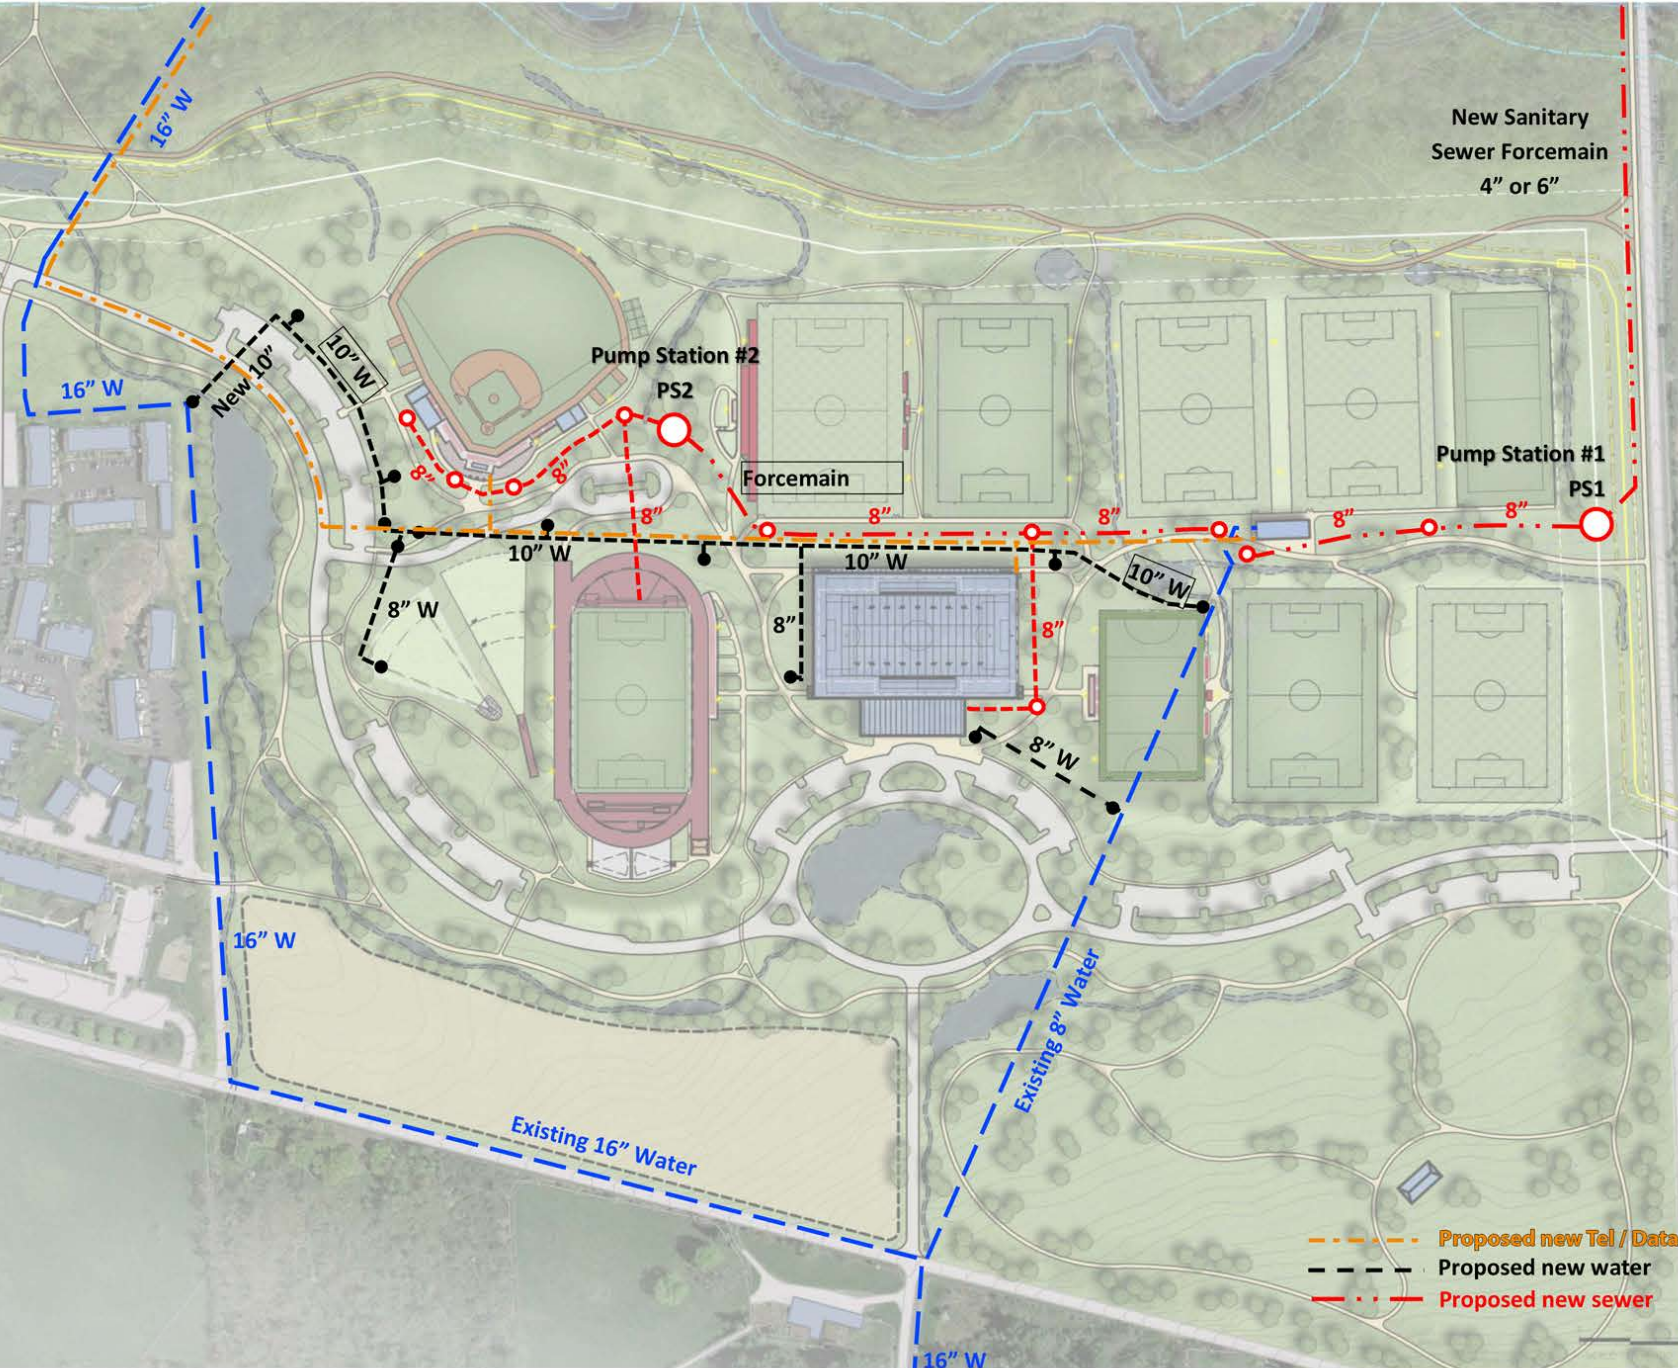 16” W
New Sanitary
Sewer Forcemain
4” or 6”
10” W
New 10”
16” W
Pump Station #2
PS2
Forcemain
Pump Station #1
PS1
8”
8”
8”
8”
8”
8”
8”
10” W
10” W
10” W
8” W
8”
8”
8” W
16” W
Existing 8” Water
Existing 16” Water
16” W
Proposed new Tel / Data
Proposed new water
Proposed new sewer